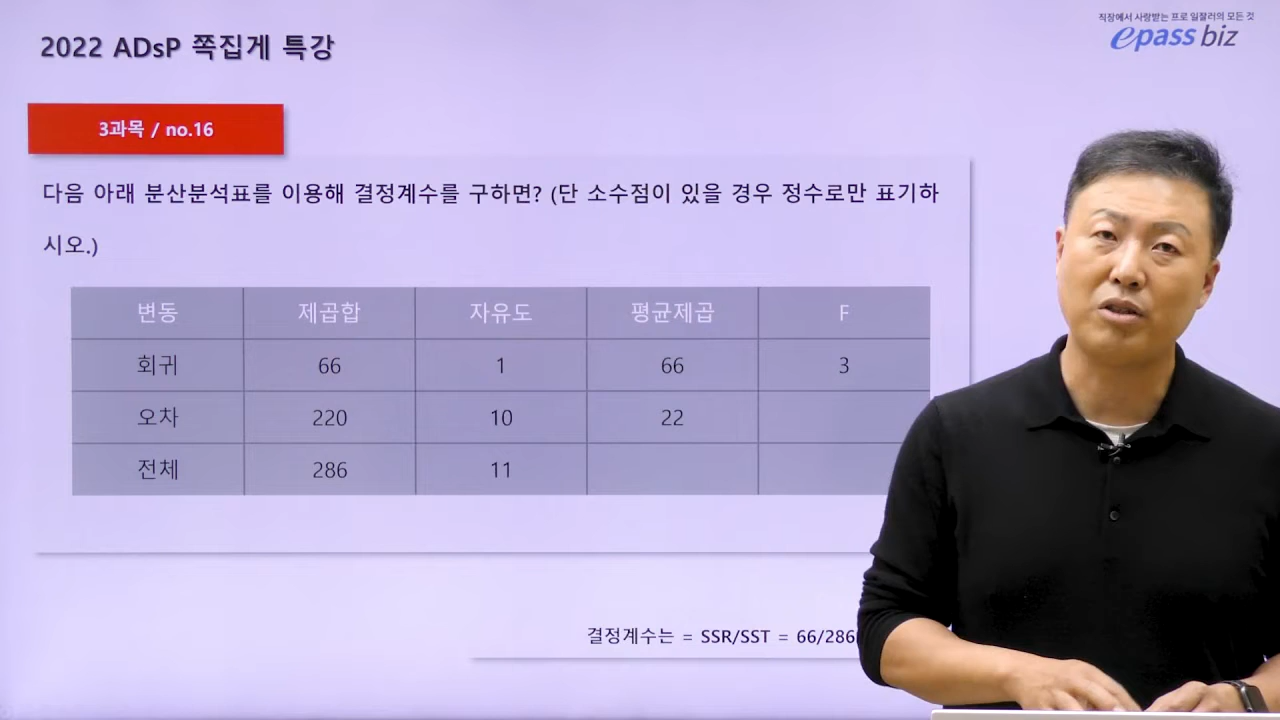 직장에서 사랑받는 프로 일잘러의 모든 것
epass biz
2022 ADsP 쪽집게 특강
3과목 / no.16
다음 아래 분산분석표를 이용해 결정계수를 구하면? (단 소수점이 있을 경우 정수로만 표기하
시오.)
변동 제곱합 자유도 평균제곱 F
회귀 66 1 66 3
오차 220 10 22
전체 286 11
결정계수는 = SSR/SST = 66/286